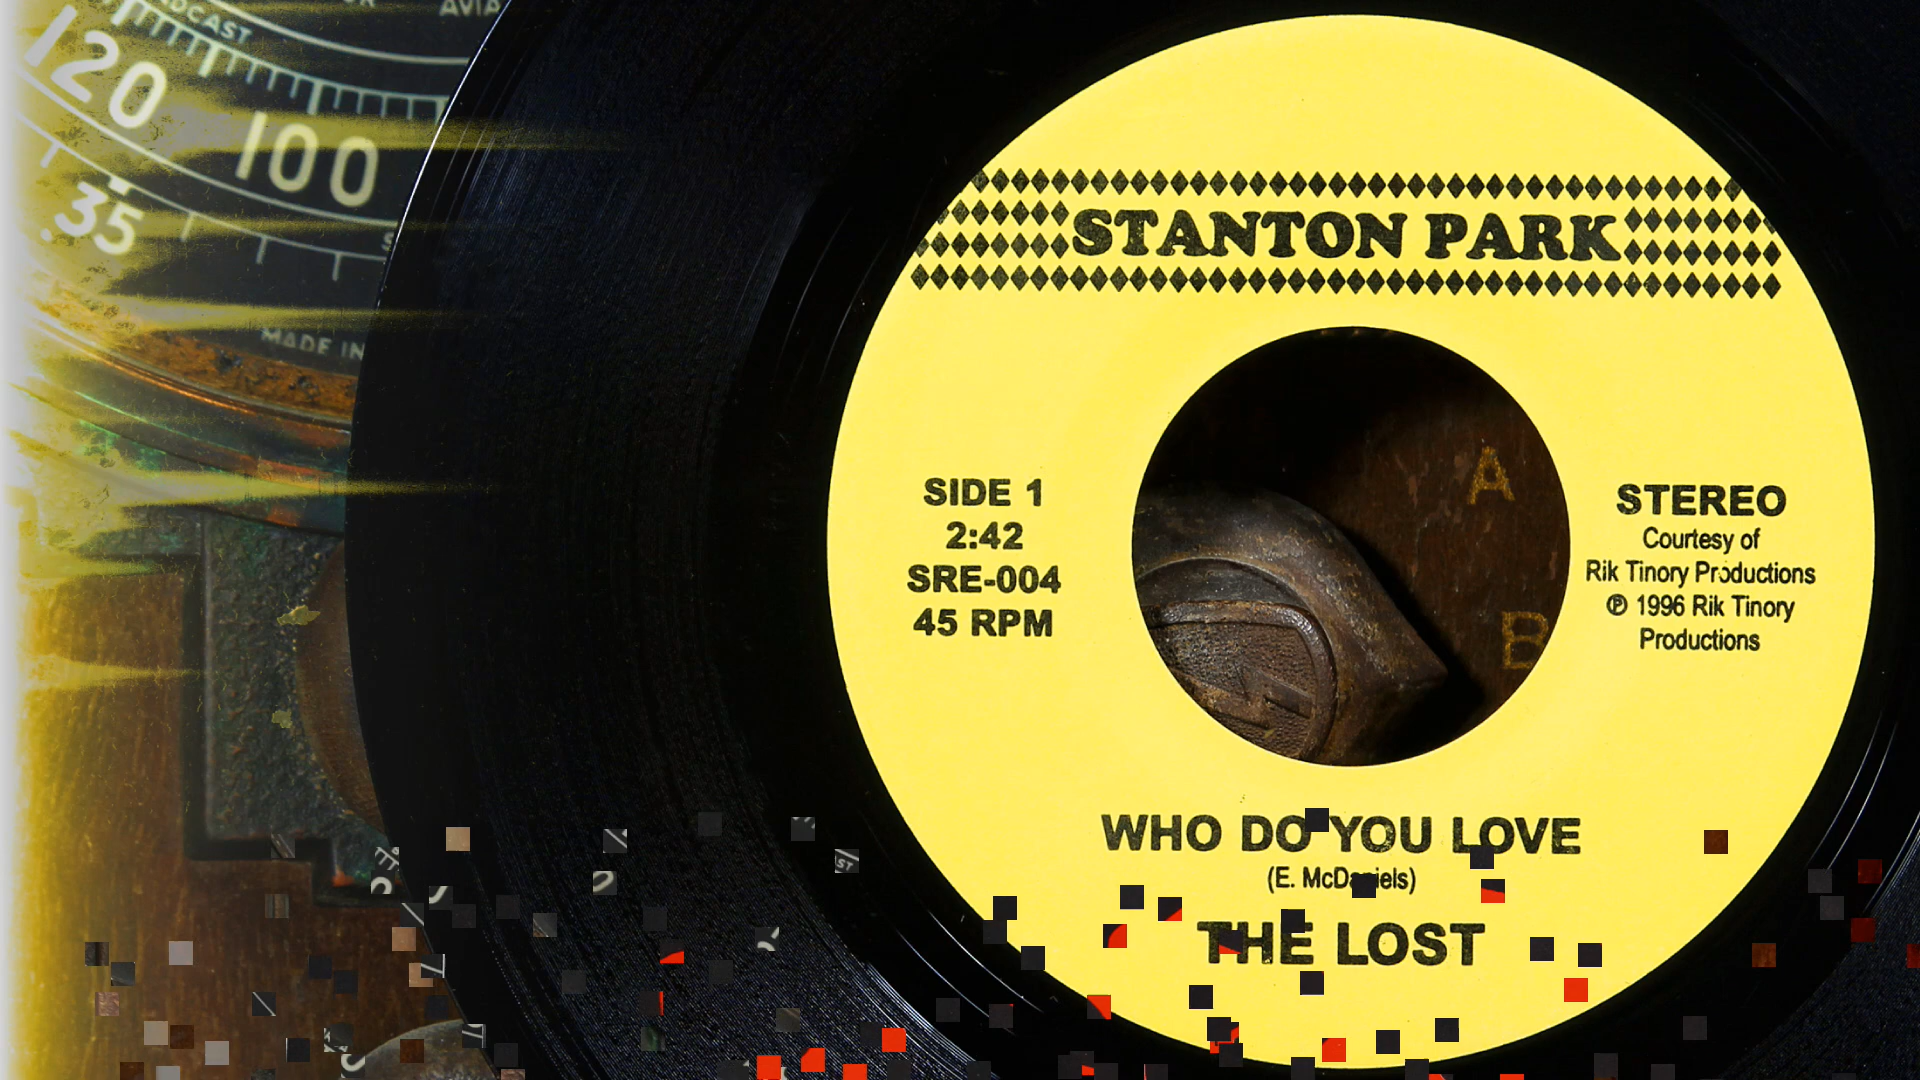 120
100
35
MADE IN
STANTON PARK
SIDE 1
2:42
SRE-004
45 RPM
A
B
STEREO
Courtesy of
Rik Tinory Productions
℗ 1996 Rik Tinory
Productions
WHO DO YOU LOVE
(E. McDaniels)
THE LOST